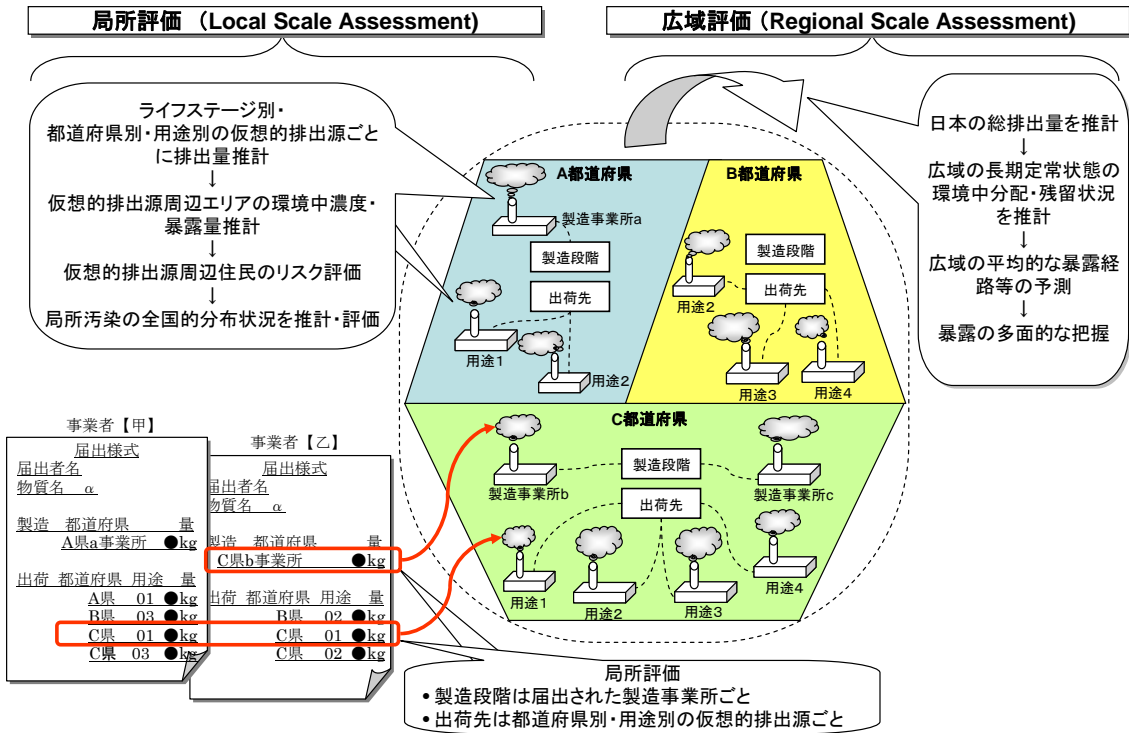 局所評価 (Local Scale Assessment)
広域評価 (Regional Scale Assessment)
ライフステージ別・
都道府県別・用途別の仮想的排出源ごと
に排出量推計
↓
仮想的排出源周辺エリアの環境中濃度・
暴露量推計
↓
仮想的排出源周辺住民のリスク評価
↓
局所汚染の全国的分布状況を推計・評価
日本の総排出量を推計
↓
広域の長期定常状態の
環境中分配・残留状況
を推計
↓
広域の平均的な暴露経
路等の予測
↓
暴露の多面的な把握
A都道府県
製造事業所a
製造段階
出荷先
用途1
用途2
B都道府県
製造段階
出荷先
用途2
用途3
用途4
C都道府県
製造段階
出荷先
製造事業所b
製造事業所c
用途1
用途2
用途3
用途4
事業者【甲】
届出様式
届出者名
物質名 α
製造 都道府県 量
A県a事業所 ●kg
出荷 都道府県 用途 量
A県 01 ●kg
B県 03 ●kg
C県 01 ●kg
C県 03 ●kg
事業者【乙】
届出様式
届出者名
物質名 α
製造 都道府県 量
C県b事業所 ●kg
出荷 都道府県 用途 量
B県 02 ●kg
C県 01 ●kg
C県 02 ●kg
局所評価
• 製造段階は届出された製造事業所ごと
• 出荷先は都道府県別・用途別の仮想的排出源ごと